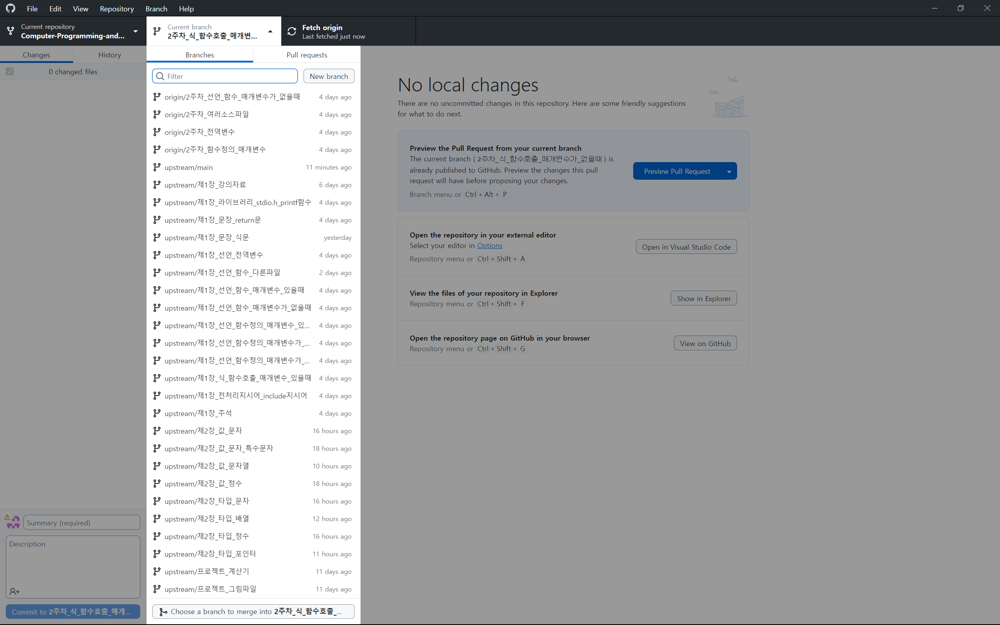 File Edit View Repository Branch Help
Current repository
Computer-Programming-and...
Current branch
2주차_식_함수호출_매개변...
Fetch origin
Last fetched just now
Changes History
0 changed files
Branches Pull requests
Filter
New branch
origin/2주차_선언_함수_매개변수가_없을때 4 days ago
origin/2주차_여러소스파일 4 days ago
origin/2주차_전역변수 4 days ago
origin/2주차_함수정의_매개변수 4 days ago
upstream/main 11 minutes ago
upstream/제1장_강의자료 6 days ago
upstream/제1장_라이브러리_stdio.h_printf함수 4 days ago
upstream/제1장_문장_return문 4 days ago
upstream/제1장_문장_식문 yesterday
upstream/제1장_선언_전역변수 4 days ago
upstream/제1장_선언_함수_다른파일 2 days ago
upstream/제1장_선언_함수_매개변수_있을때 4 days ago
upstream/제1장_선언_함수_매개변수가_없을때 4 days ago
upstream/제1장_선언_함수정의_매개변수_있... 4 days ago
upstream/제1장_선언_함수정의_매개변수가_... 4 days ago
upstream/제1장_선언_함수정의_매개변수가_... 4 days ago
upstream/제1장_식_함수호출_매개변수_있을때 4 days ago
upstream/제1장_전처리지시어_include지시어 4 days ago
upstream/제1장_주석 4 days ago
upstream/제2장_값_문자 16 hours ago
upstream/제2장_값_문자_특수문자 18 hours ago
upstream/제2장_값_문자열 10 hours ago
upstream/제2장_값_정수 18 hours ago
upstream/제2장_타입_문자 16 hours ago
upstream/제2장_타입_배열 12 hours ago
upstream/제2장_타입_정수 16 hours ago
upstream/제2장_타입_포인터 11 hours ago
upstream/프로젝트_계산기 11 days ago
upstream/프로젝트_그림파일 11 days ago
Choose a branch to merge into 2주차_식_함수호출_...
No local changes
There are no uncommitted changes in this repository. Here are some friendly suggestions
for what to do next.
Preview the Pull Request from your current branch
The current branch ( 2주차_식_함수호출_매개변수가_없을때 ) is
already published to GitHub. Preview the changes this pull
request will have before proposing your changes.
Branch menu or Ctrl + Alt + P
Preview Pull Request
Open the repository in your external editor
Select your editor in Options
Repository menu or Ctrl + Shift + A
Open in Visual Studio Code
View the files of your repository in Explorer
Repository menu or Ctrl + Shift + F
Show in Explorer
Open the repository page on GitHub in your browser
Repository menu or Ctrl + Shift + G
View on GitHub
Summary (required)
Description
Commit to 2주차_식_함수호출_매개...